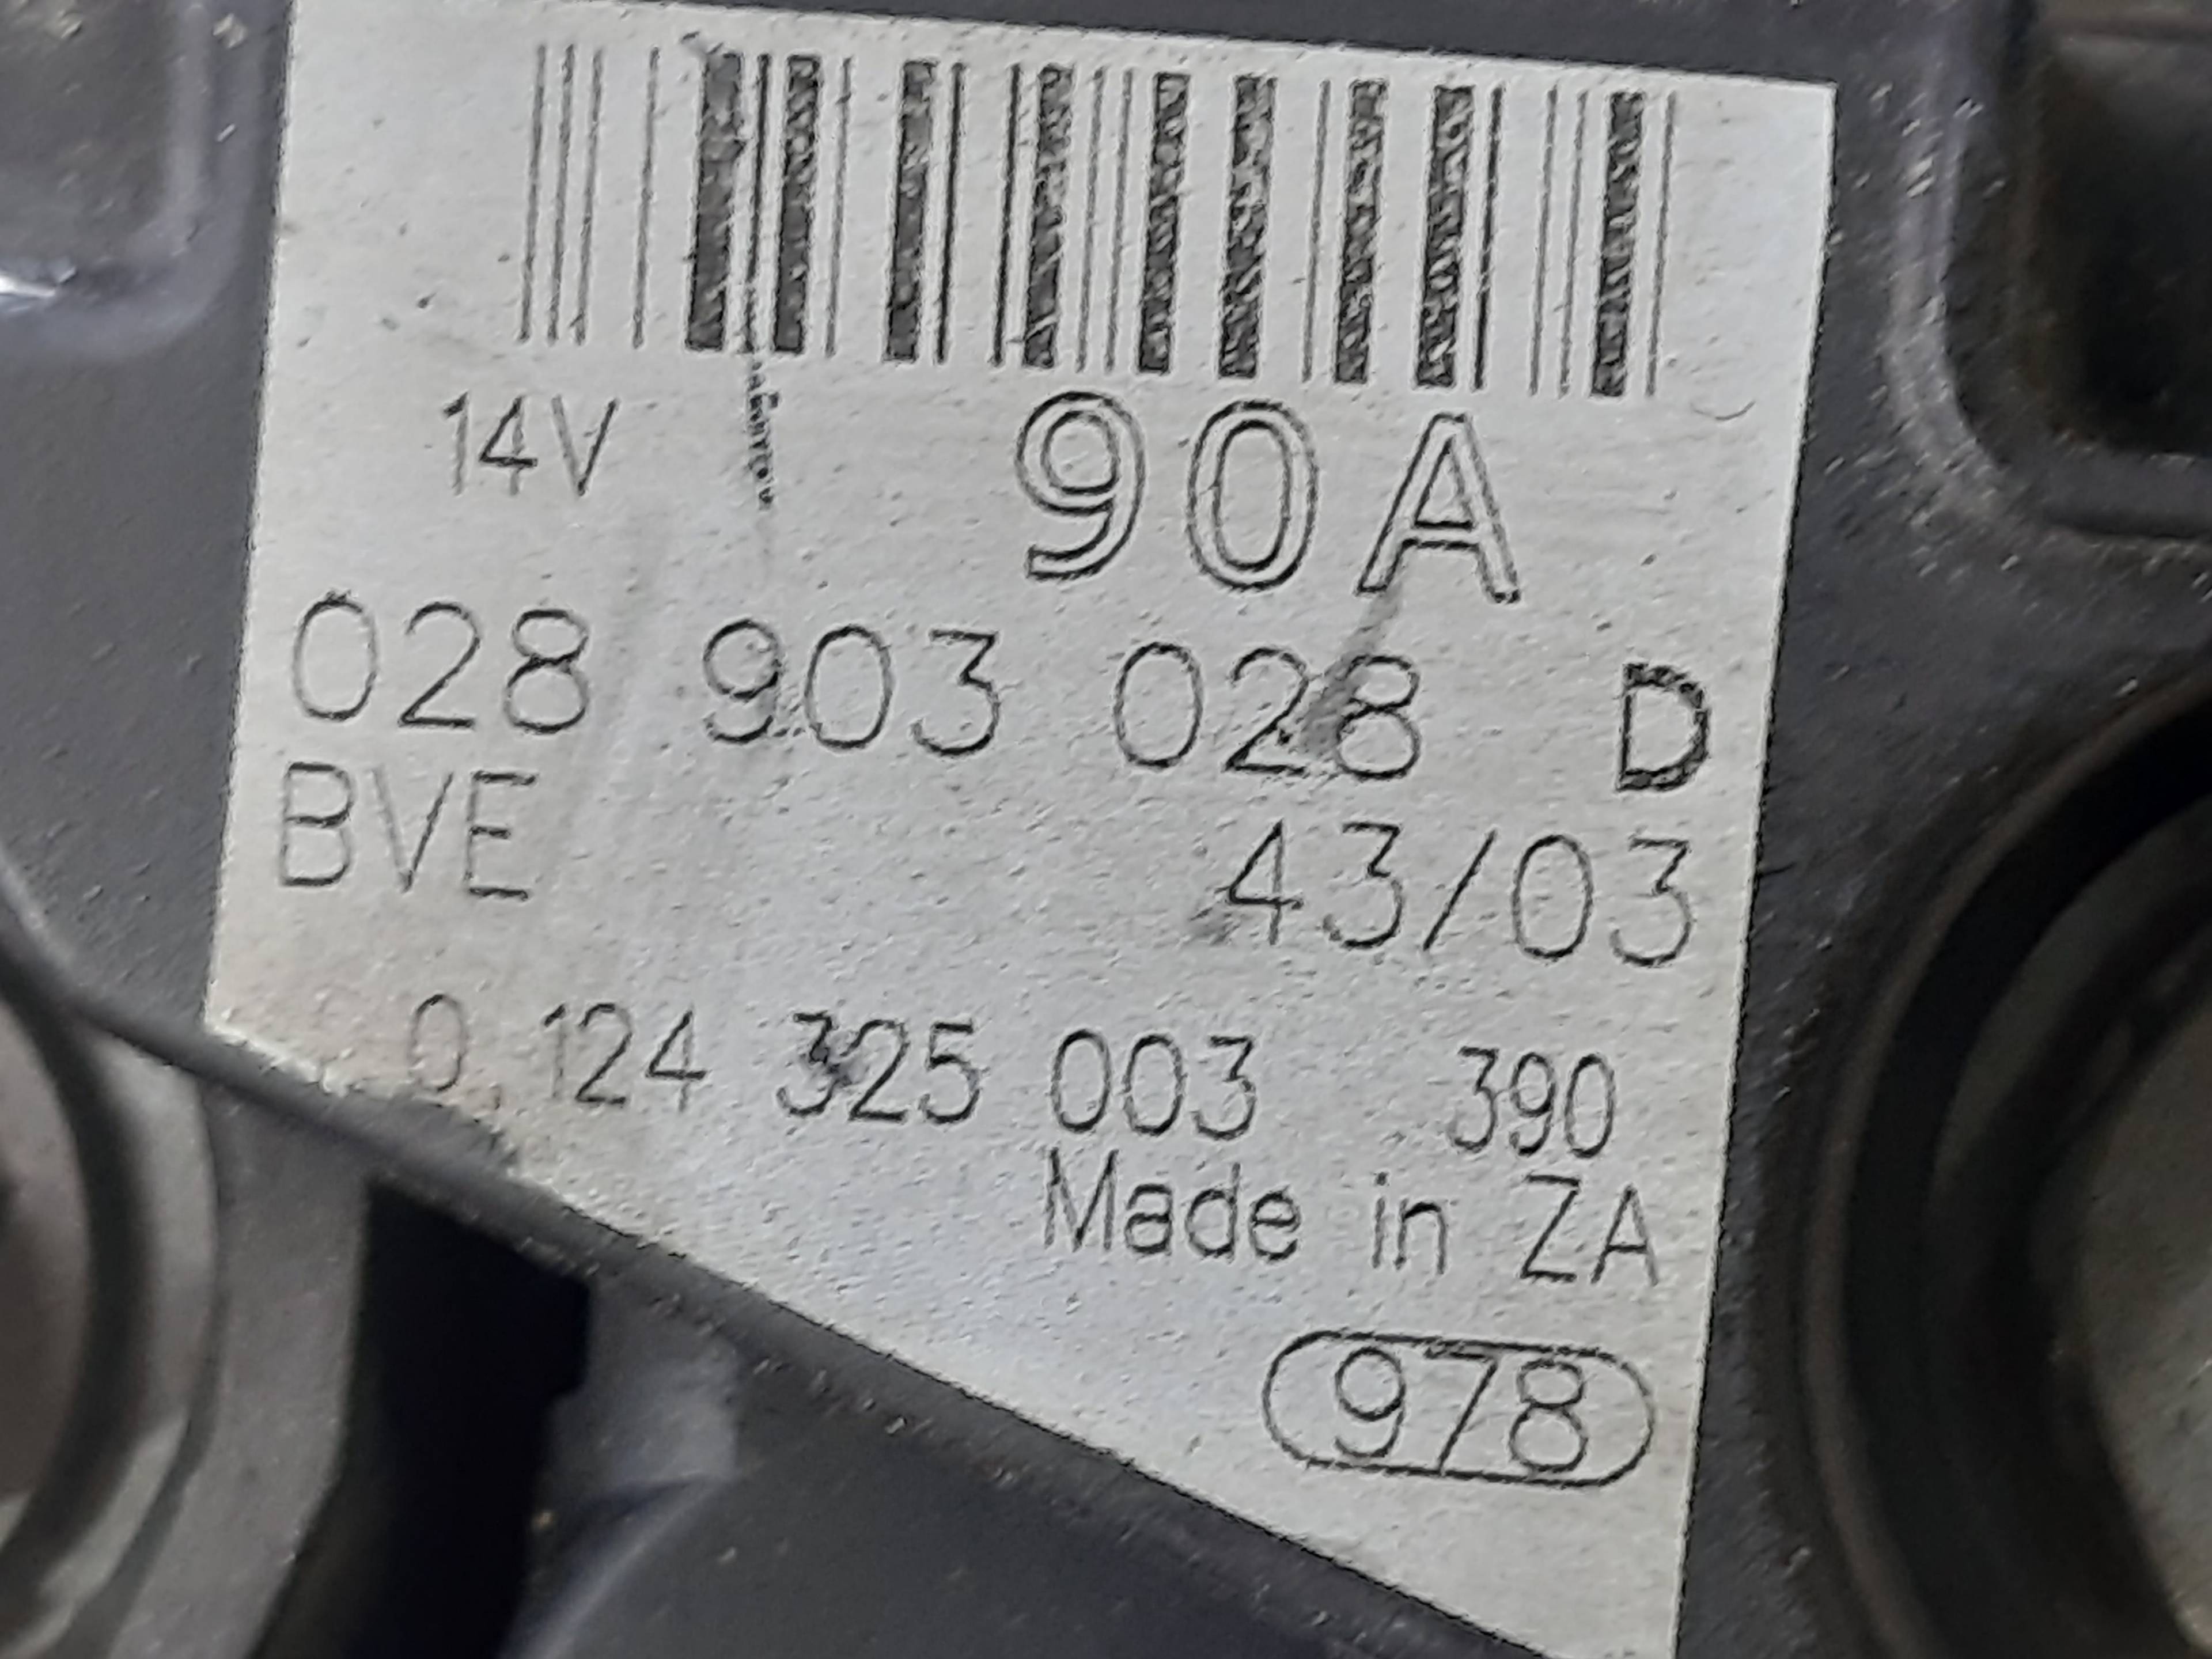 14V 90A
028 903 028 D
BVE 43/03
0.124 325 003 390
Made in ZA
978